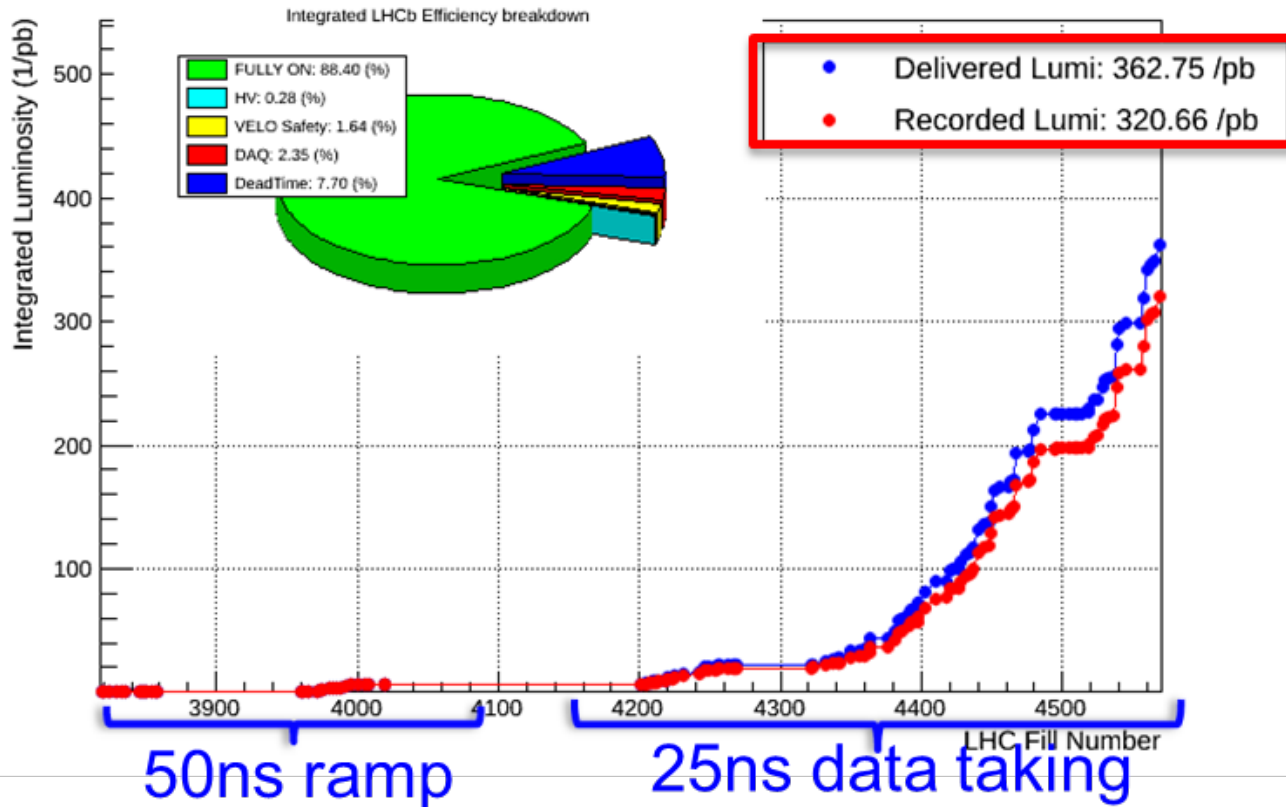 Integrated LHCb Efficiency breakdown
FULLY ON: 88.40 (%)
HV: 0.28 (%)
VELO Safety: 1.64 (%)
DAQ: 2.35 (%)
DeadTime: 7.70 (%)
Delivered Lumi: 362.75 /pb
Recorded Lumi: 320.66 /pb
Integrated Luminosity (1/pb)
500
400
300
200
100
3900 4000 4100 4200 4300 4400 4500
LHC Fill Number
50ns ramp
25ns data taking